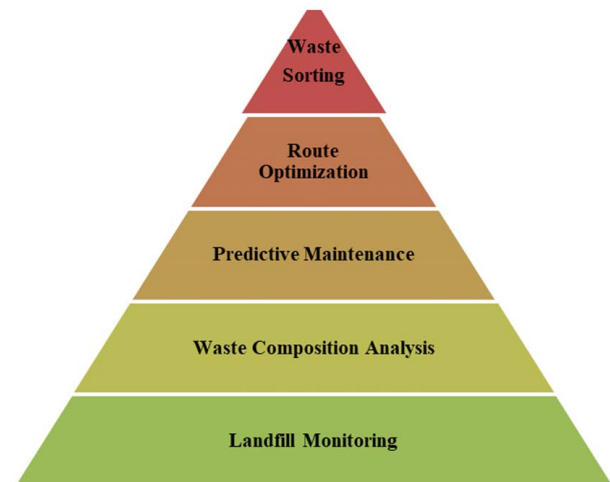 Waste
Sorting
Route
Optimization
Predictive Maintenance
Waste Composition Analysis
Landfill Monitoring